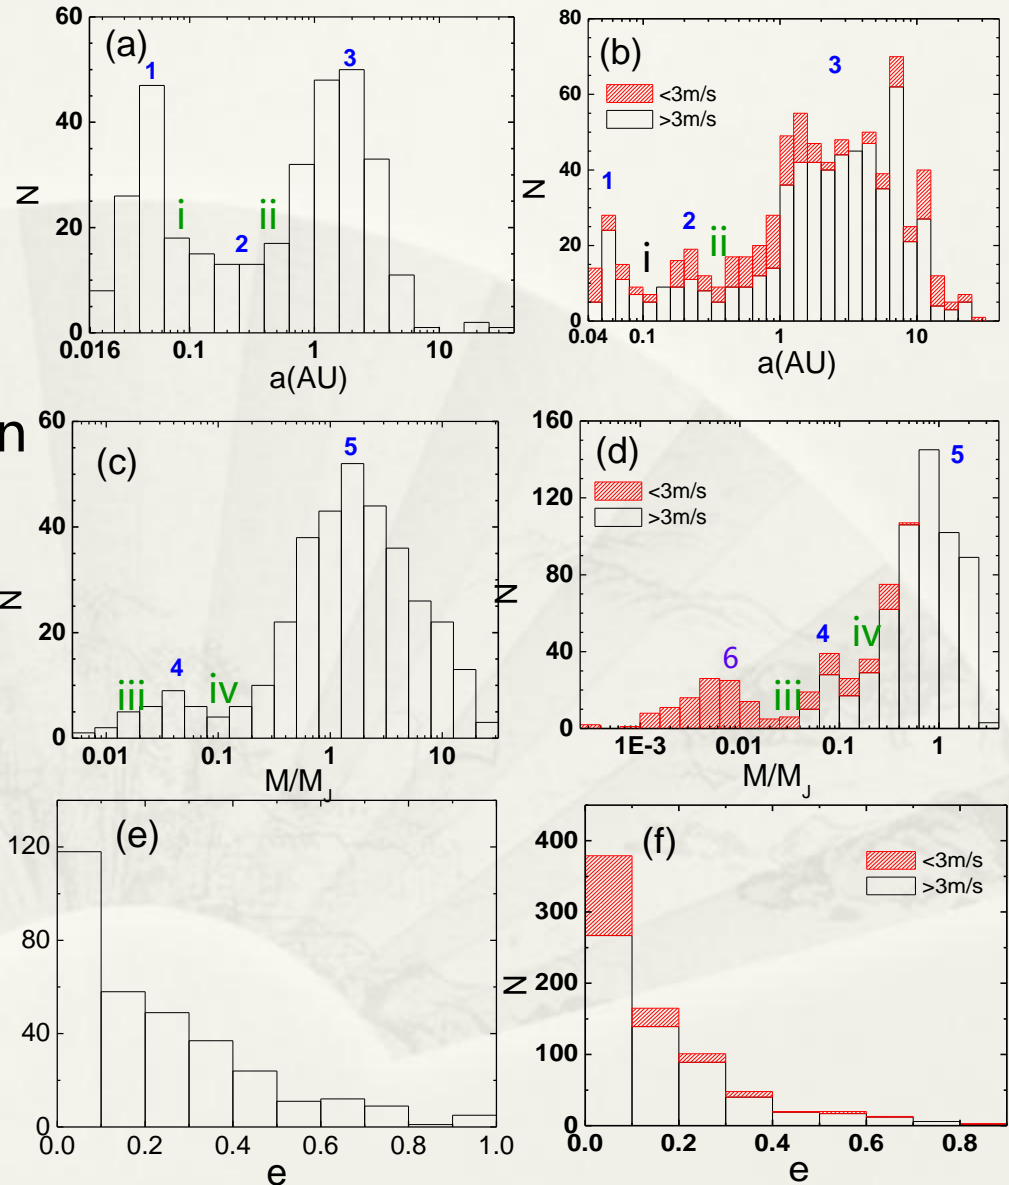 (a)
60
40
20
0
N
1
i
2
ii
3
0.016 0.1 1 10
a(AU)
(b)
80
60
40
20
0
N
<3m/s
>3m/s
1
i
2
ii
3
0.04 0.1 1 10
a(AU)
n
(c)
60
40
20
0
N
iii
4
iv
5
0.01 0.1 1 10
M/M_J
(d)
160
120
80
40
0
N
<3m/s
>3m/s
6
iii
4
iv
5
1E-3 0.01 0.1 1
M/M_J
(e)
120
80
40
0
0.0 0.2 0.4 0.6 0.8 1.0
e
(f)
400
300
200
100
0
N
<3m/s
>3m/s
0.0 0.2 0.4 0.6 0.8
e